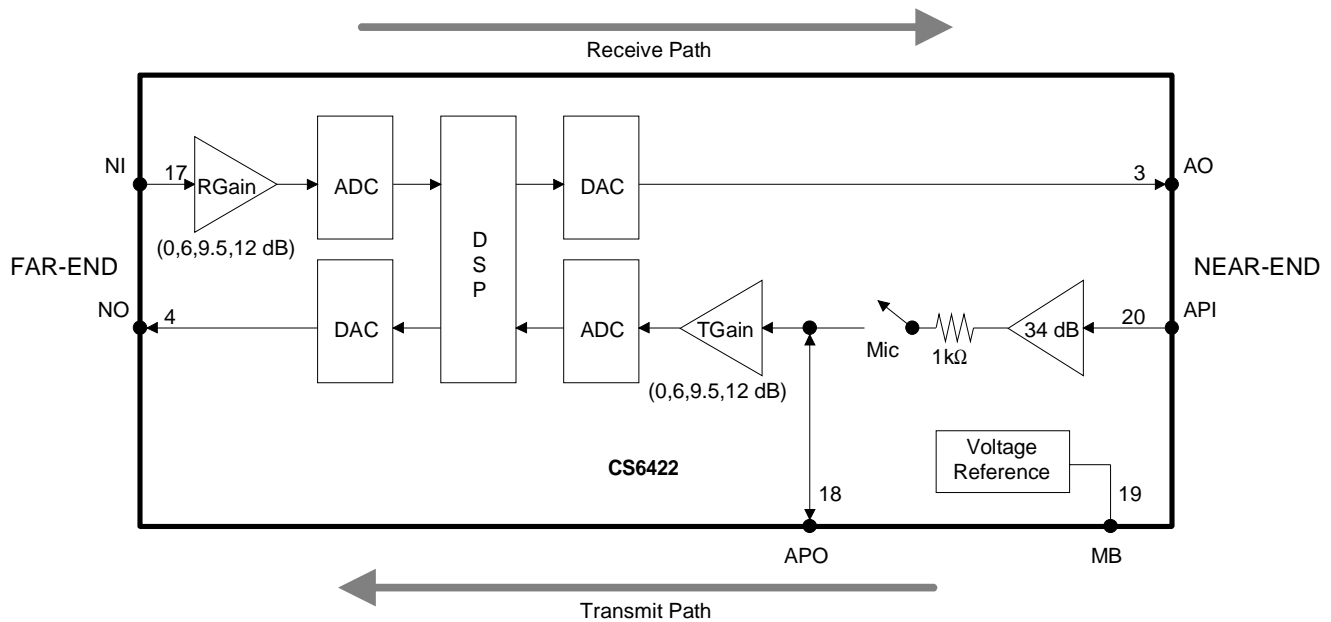 Receive Path
NI
17
RGain
(0,6,9.5,12 dB)
ADC
D
S
P
DAC
3
AO
FAR-END
NEAR-END
NO
4
DAC
ADC
TGain
(0,6,9.5,12 dB)
Mic
1kΩ
34 dB
20
API
CS6422
Voltage
Reference
18
19
APO
MB
Transmit Path